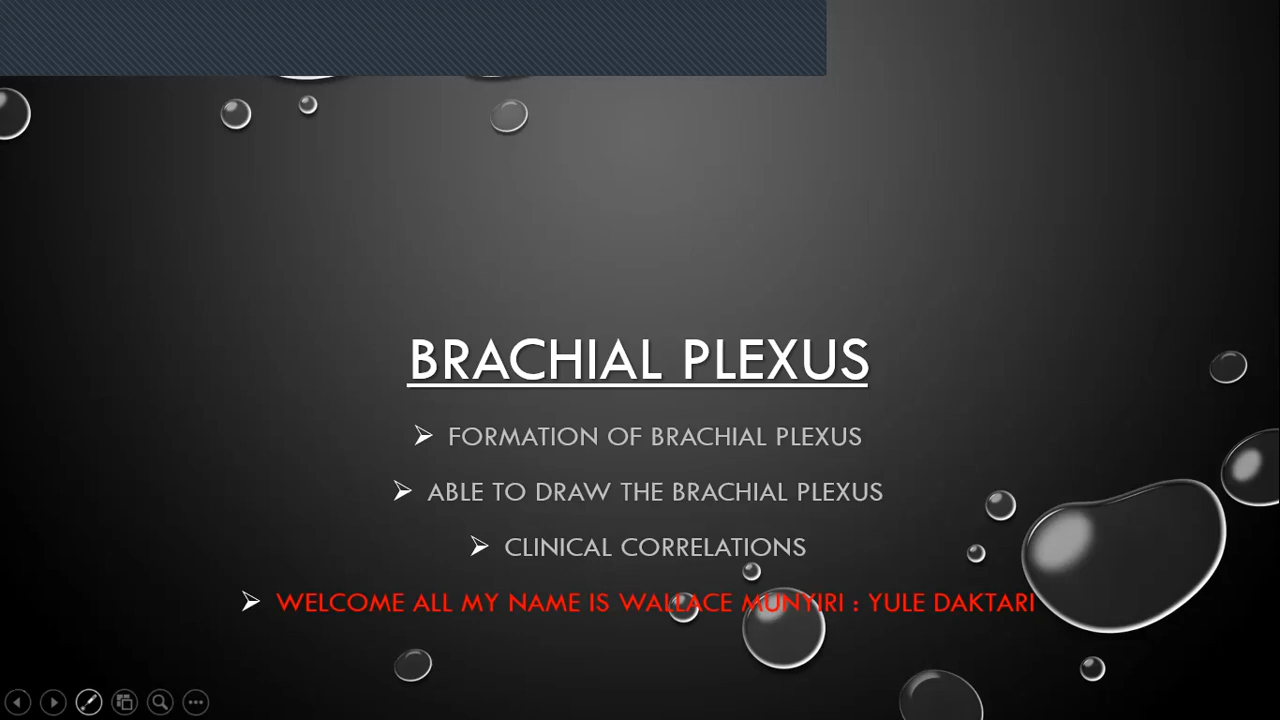 BRACHIAL PLEXUS
FORMATION OF BRACHIAL PLEXUS
ABLE TO DRAW THE BRACHIAL PLEXUS
CLINICAL CORRELATIONS
WELCOME ALL MY NAME IS WALLACE MUNYIRI : YULE DAKTARI